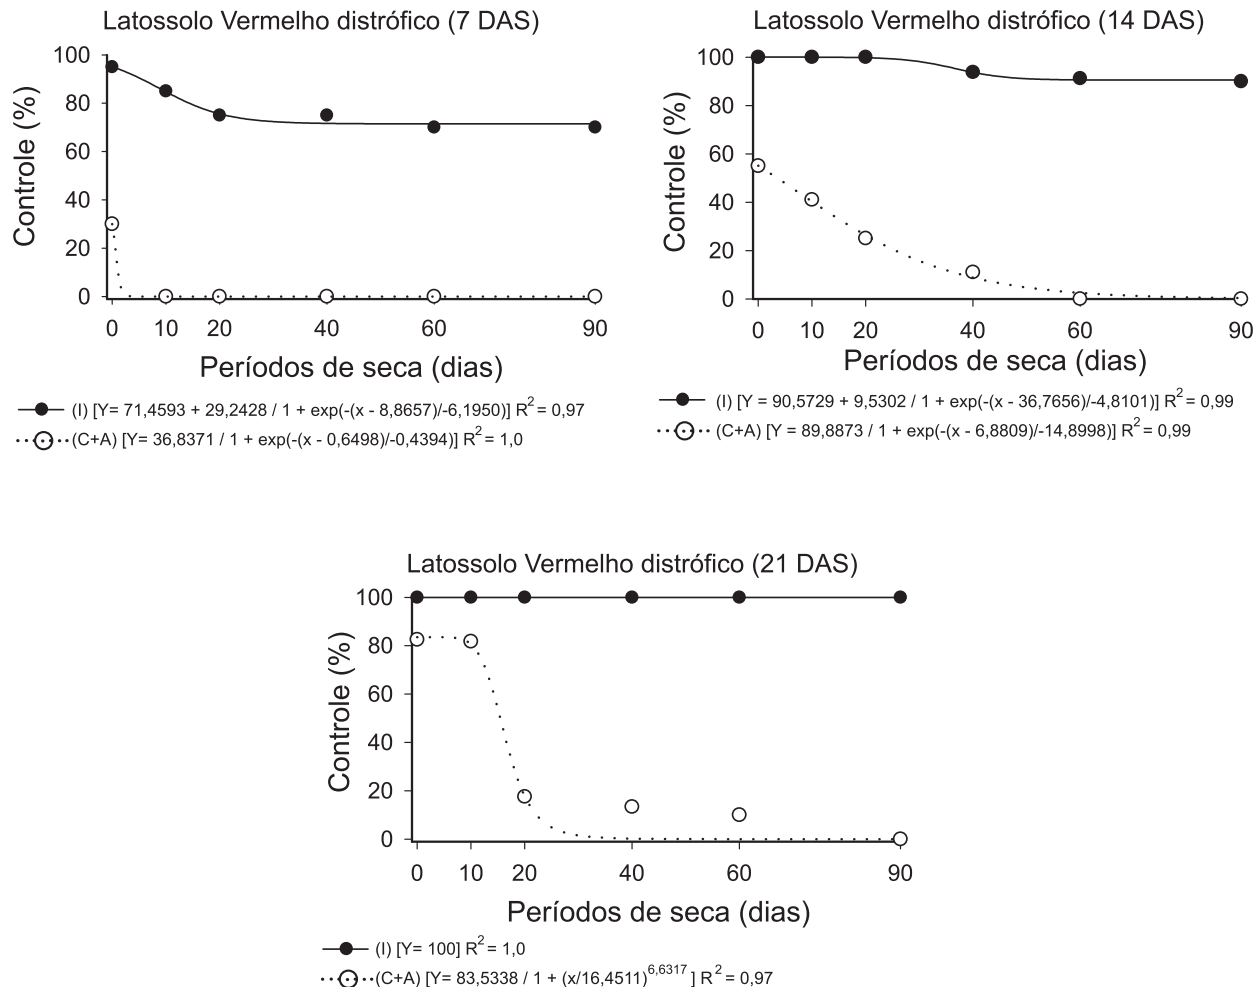 Latossolo Vermelho distrófico (7 DAS)
100
80
60
40
20
0
Controle (%)
0 10 20 40 60 90
Períodos de seca (dias)
(I) [Y= 71,4593 + 29,2428 / 1 + exp(-(x - 8,8657)/-6,1950)] R² = 0,97
(C+A) [Y= 36,8371 / 1 + exp(-(x - 0,6498)/-0,4394)] R² = 1,0
Latossolo Vermelho distrófico (14 DAS)
100
80
60
40
20
0
Controle (%)
0 10 20 40 60 90
Períodos de seca (dias)
(I) [Y = 90,5729 + 9,5302 / 1 + exp(-(x - 36,7656)/-4,8101)] R² = 0,99
(C+A) [Y = 89,8873 / 1 + exp(-(x - 6,8809)/-14,8998)] R² = 0,99
Latossolo Vermelho distrófico (21 DAS)
100
80
60
40
20
0
Controle (%)
0 10 20 40 60 90
Períodos de seca (dias)
(I) [Y= 100] R² = 1,0
(C+A) [Y= 83,5338 / 1 + (x/16,4511)^6,6317 ] R² = 0,97